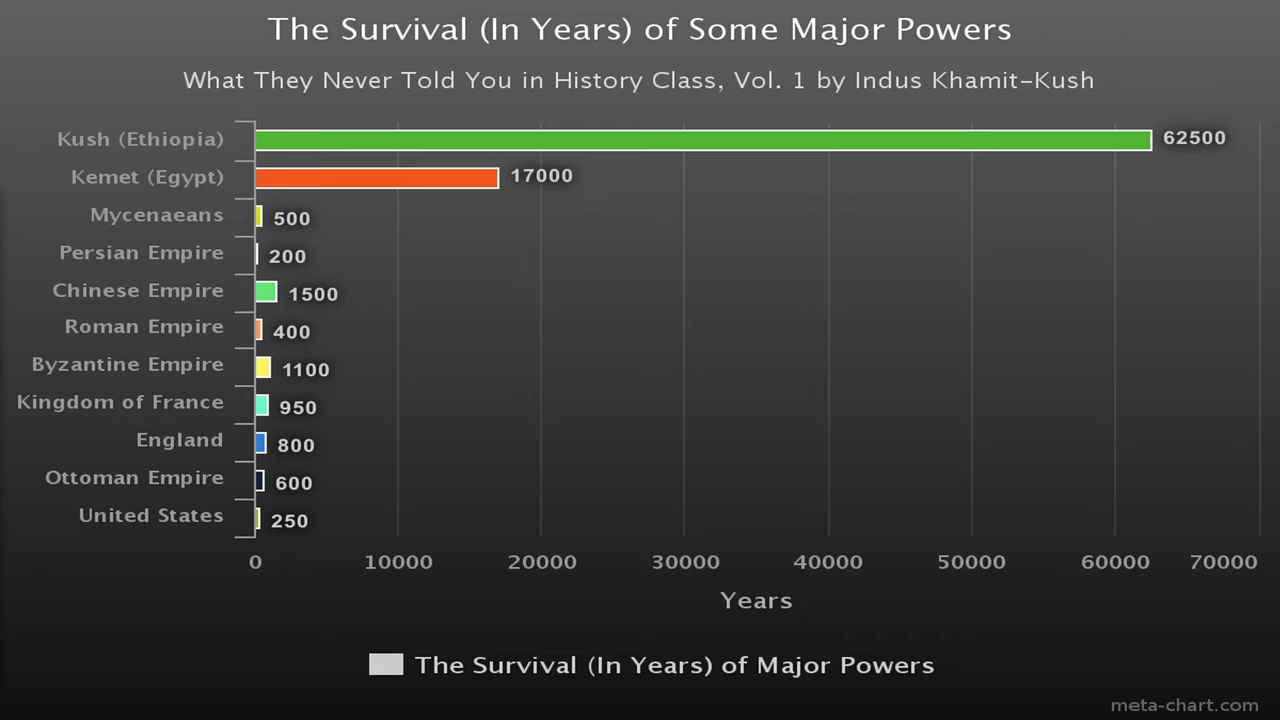 The Survival (In Years) of Some Major Powers
What They Never Told You in History Class, Vol. 1 by Indus Khamit-Kush
Kush (Ethiopia) 62500
Kemet (Egypt) 17000
Mycenaeans 500
Persian Empire 200
Chinese Empire 1500
Roman Empire 400
Byzantine Empire 1100
Kingdom of France 950
England 800
Ottoman Empire 600
United States 250
0 10000 20000 30000 40000 50000 60000 70000
Years
The Survival (In Years) of Major Powers
meta-chart.com